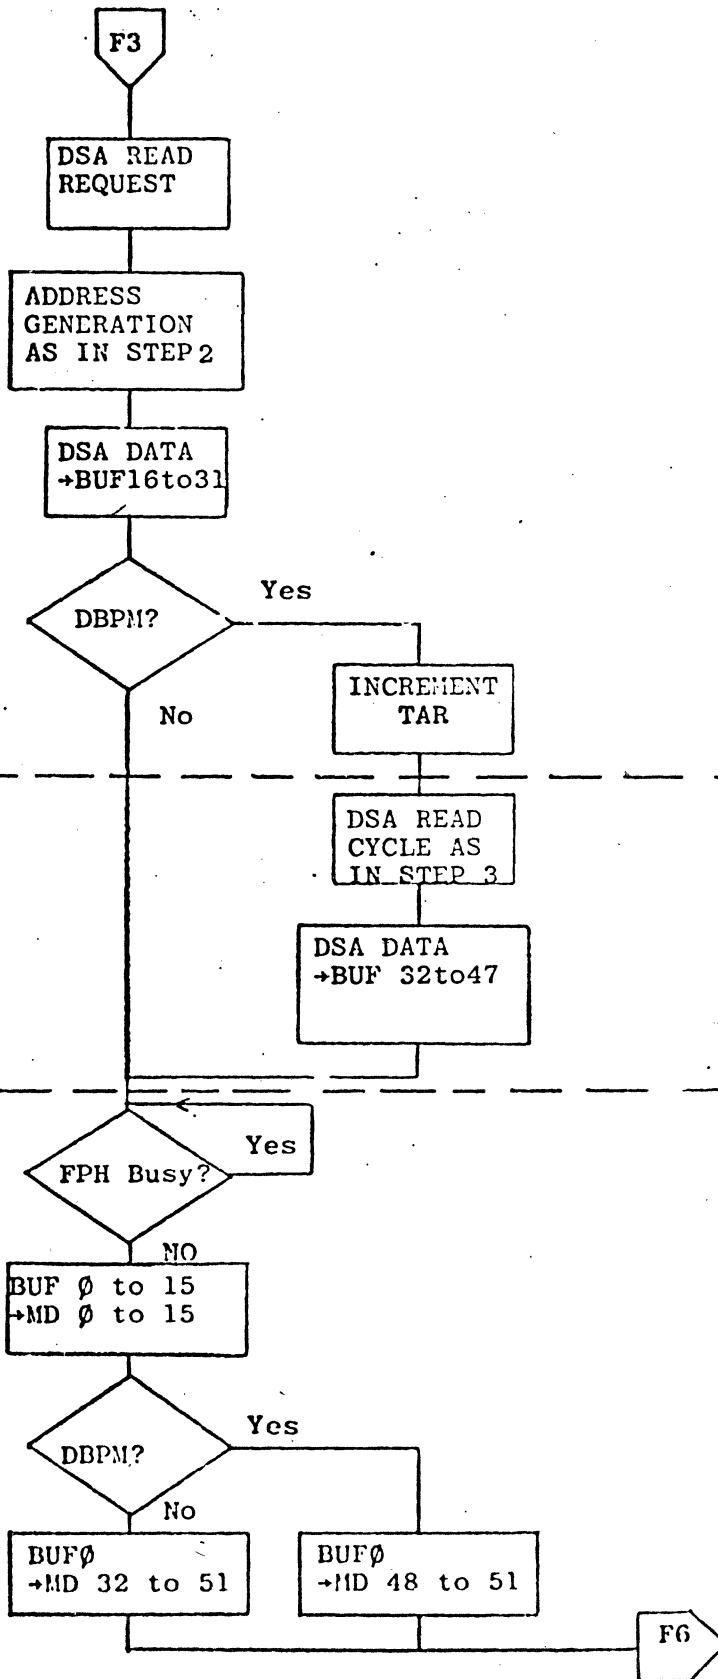 F3
DSA READ
REQUEST
ADDRESS
GENERATION
AS IN STEP 2
DSA DATA
→BUF16to31
DBPM?
Yes
No
INCREMENT
TAR
DSA READ
CYCLE AS
IN STEP 3
DSA DATA
→BUF 32to47
FPH Busy?
Yes
NO
BUF Ø to 15
→MD Ø to 15
DBPM?
Yes
No
BUFØ
→MD 32 to 51
BUFØ
→MD 48 to 51
F6